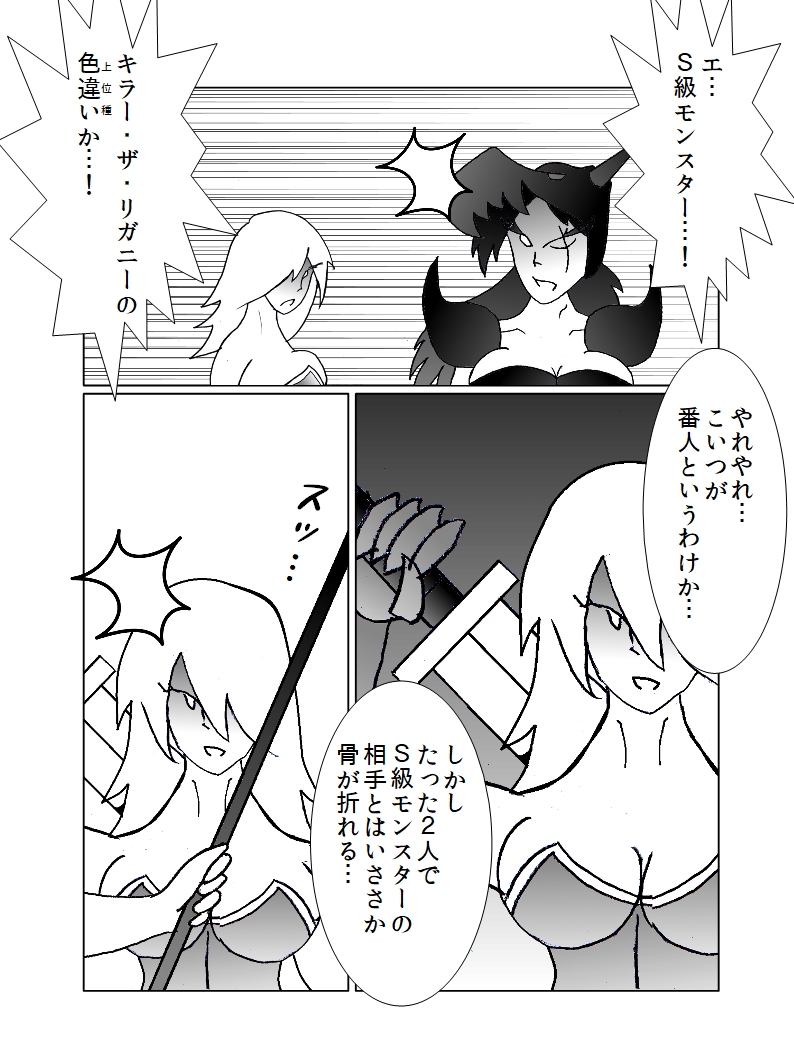 エ…
Ｓ級モンスター…！
キラー・ザ・リガニーの
色違いか…！
上位種
やれやれ…
こいつが
番人というわけか…
しかし
たった２人で
Ｓ級モンスターの
相手とはいささか
骨が折れる…
スッ…